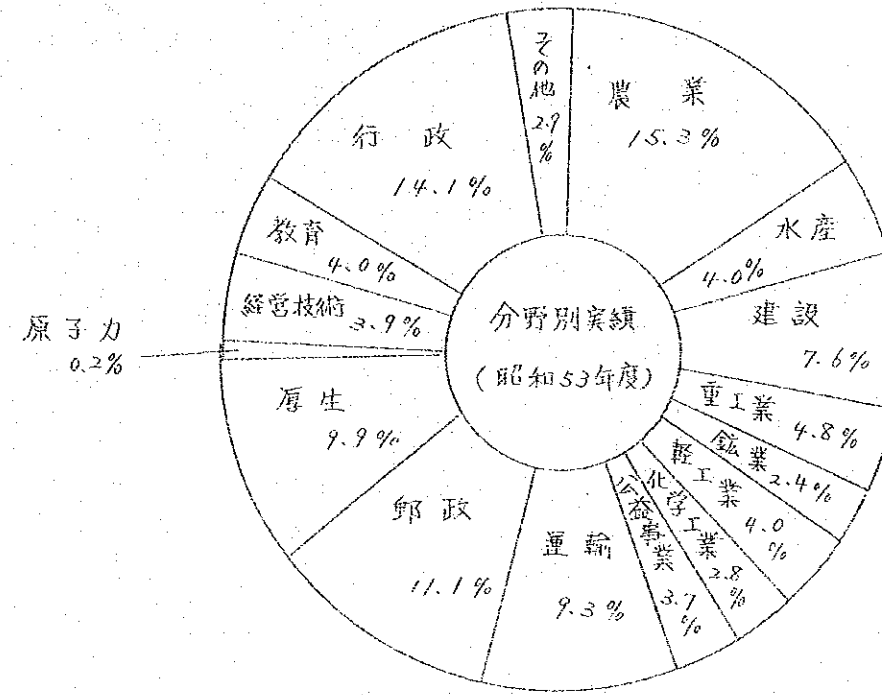 分野別実績
(昭和53年度)
農業
15.3%
水産
4.0%
建設
7.6%
重工業
4.8%
鉱業
2.4%
軽工業
4.0
%
化学工業
2.8
%
公益事業
3.7
%
運輸
9.3%
郵政
11.1%
厚生
9.9%
原子力
0.2%
経営技術
3.9%
教育
4.0%
行政
14.1%
その他
2.9
%